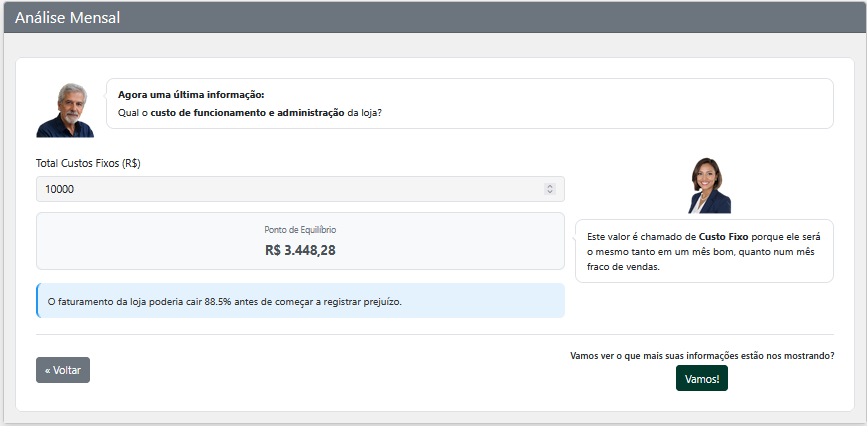 Análise Mensal
Agora uma última informação:
Qual o custo de funcionamento e administração da loja?
Total Custos Fixos (R$)
10000
Ponto de Equilíbrio
R$ 3.448,28
Este valor é chamado de Custo Fixo porque ele será
o mesmo tanto em um mês bom, quanto num mês
fraco de vendas.
O faturamento da loja poderia cair 88.5% antes de começar a registrar prejuízo.
« Voltar
Vamos ver o que mais suas informações estão nos mostrando?
Vamos!